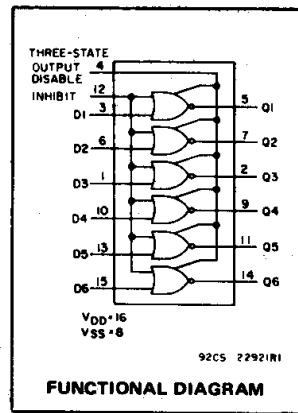 THREE-STATE
OUTPUT 4
DISABLE
INHIBIT 12
D1 3 5 Q1
D2 6 7 Q2
D3 1 2 Q3
D4 10 9 Q4
D5 13 11 Q5
D6 15 14 Q6
VDD=16
VSS=8
92CS 22921R1
FUNCTIONAL DIAGRAM